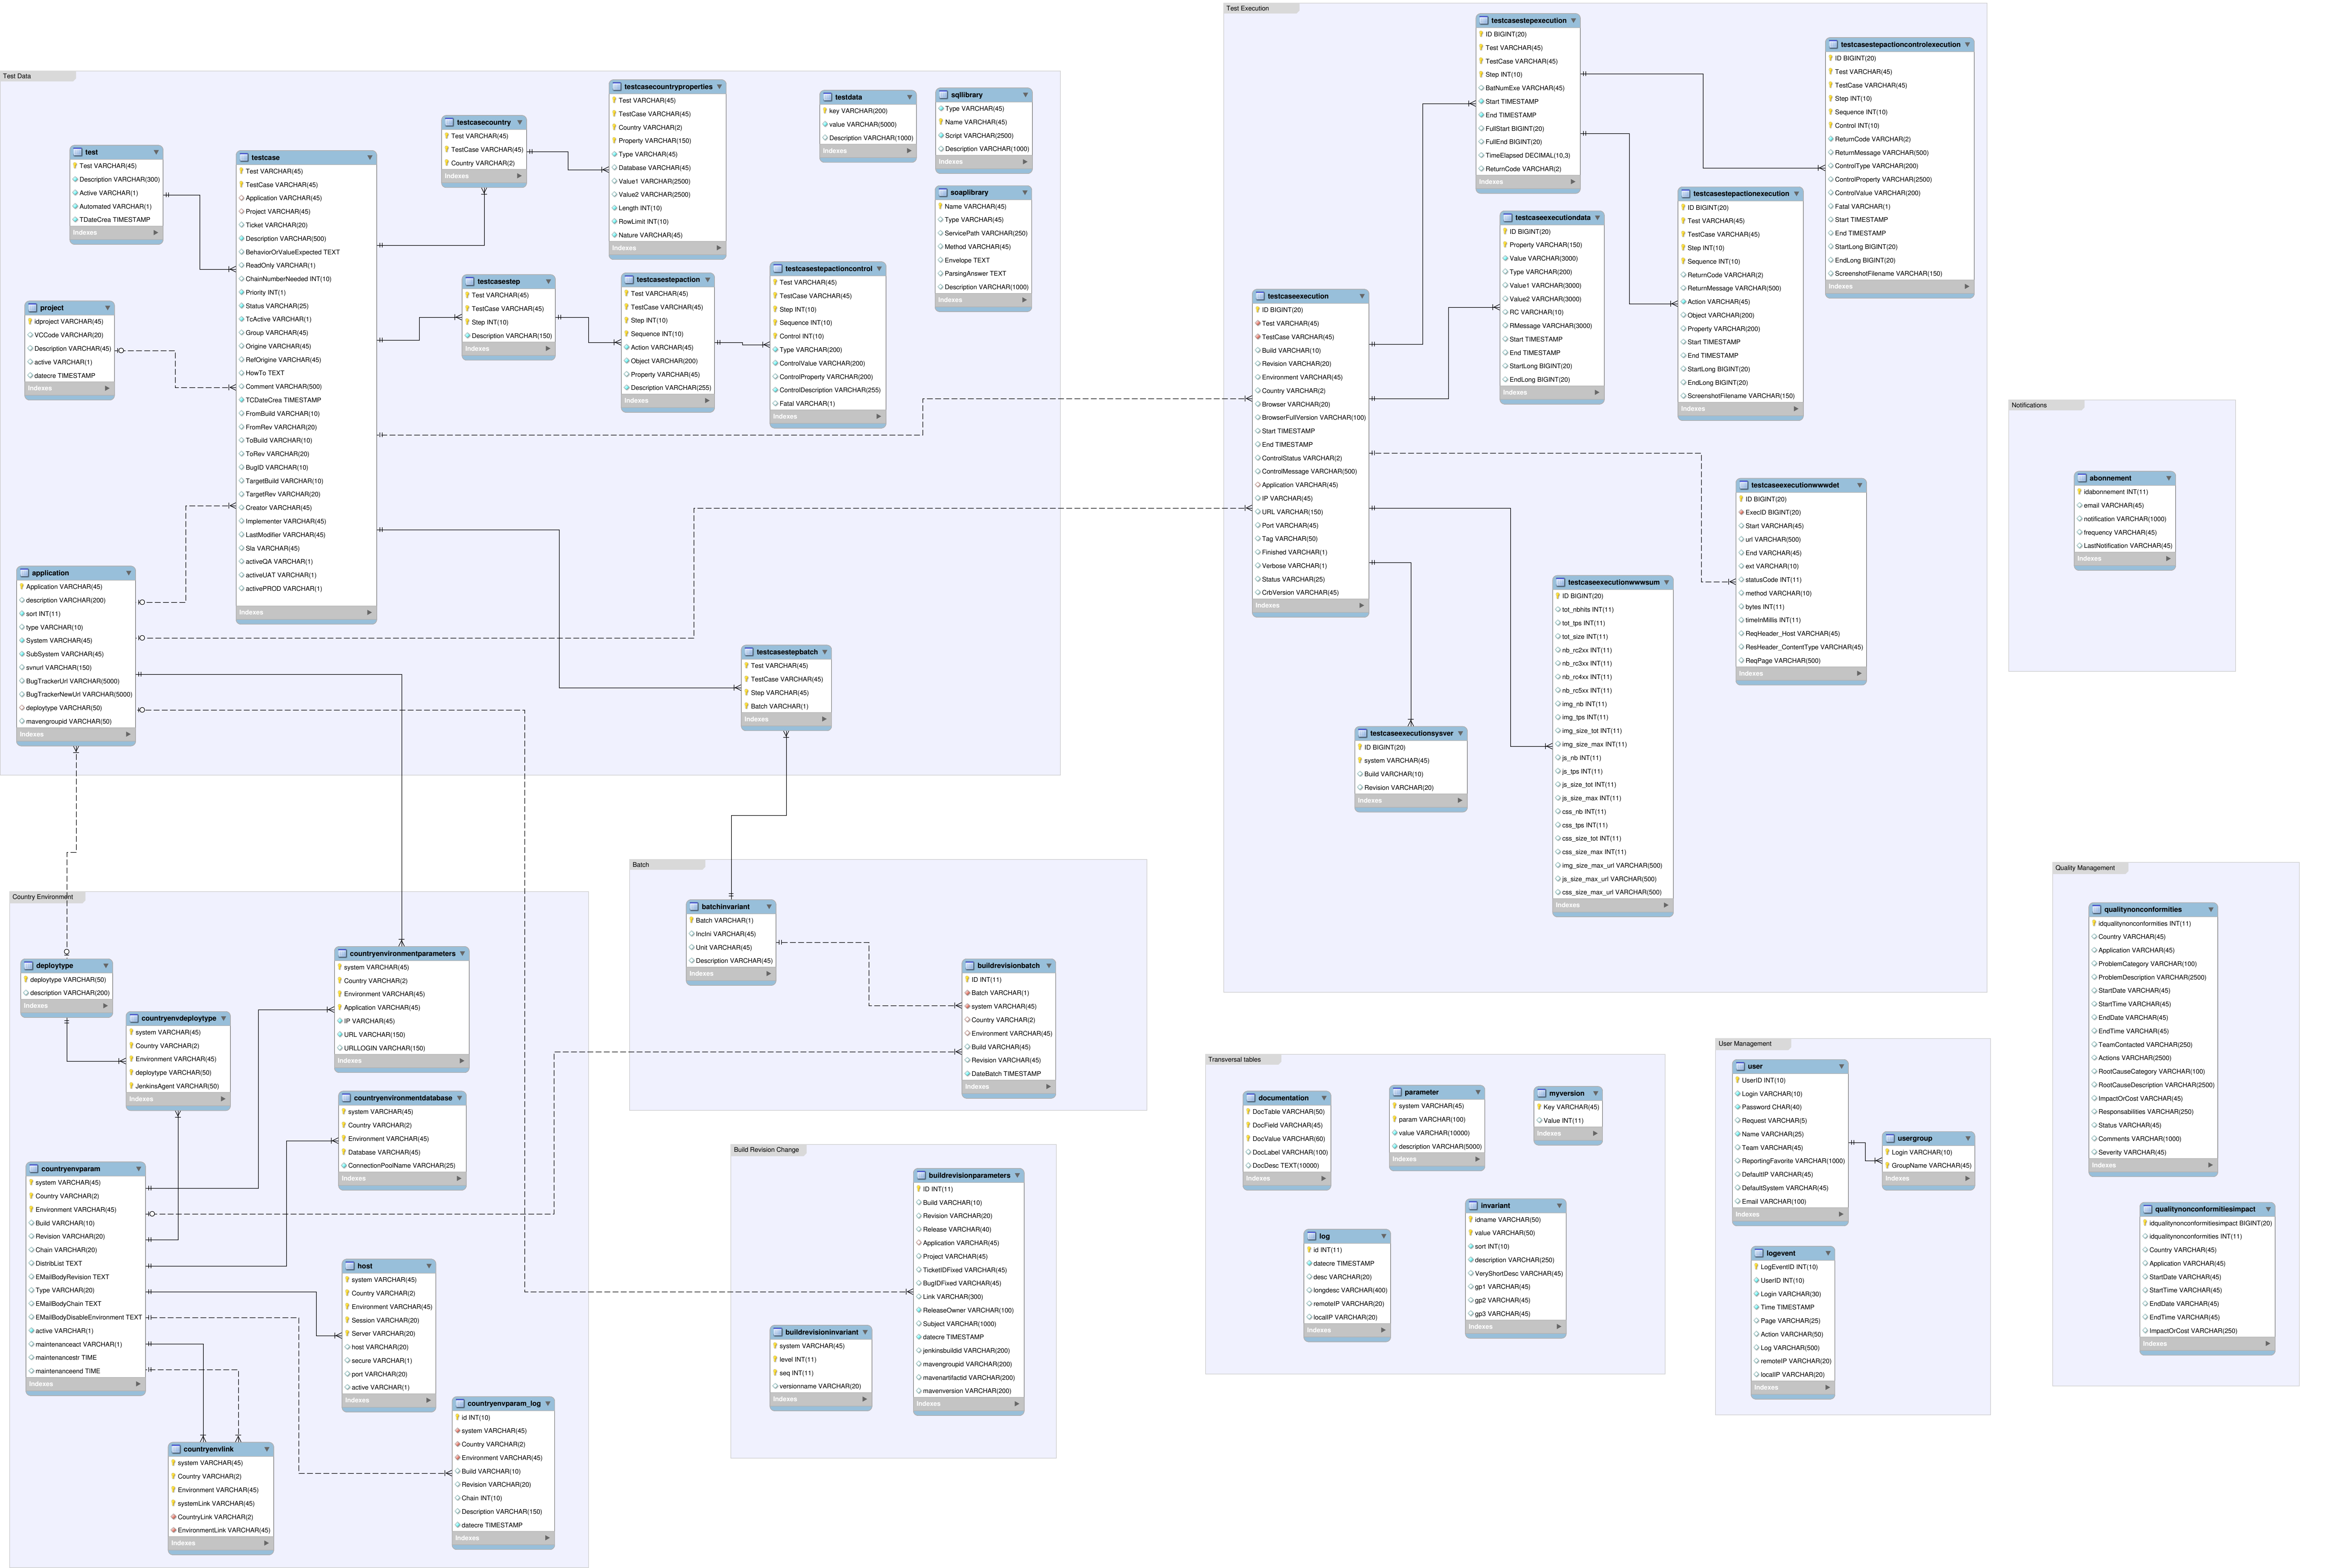 Test Data
test
Test VARCHAR(45)
Description VARCHAR(300)
Active VARCHAR(1)
Automated VARCHAR(1)
TDateCrea TIMESTAMP
Indexes
project
idproject VARCHAR(45)
VCCode VARCHAR(20)
Description VARCHAR(45)
active VARCHAR(1)
datecre TIMESTAMP
Indexes
application
Application VARCHAR(45)
description VARCHAR(200)
sort INT(11)
type VARCHAR(10)
System VARCHAR(45)
SubSystem VARCHAR(45)
svnurl VARCHAR(150)
BugTrackerUrl VARCHAR(5000)
BugTrackerNewUrl VARCHAR(5000)
deploytype VARCHAR(50)
mavengroupid VARCHAR(50)
Indexes
testcase
Test VARCHAR(45)
TestCase VARCHAR(45)
Application VARCHAR(45)
Project VARCHAR(45)
Ticket VARCHAR(20)
Description VARCHAR(500)
BehaviorOrValueExpected TEXT
ReadOnly VARCHAR(1)
ChainNumberNeeded INT(10)
Priority INT(1)
Status VARCHAR(25)
TcActive VARCHAR(1)
Group VARCHAR(45)
Origine VARCHAR(45)
RefOrigine VARCHAR(45)
HowTo TEXT
Comment VARCHAR(500)
TCDateCrea TIMESTAMP
FromBuild VARCHAR(10)
FromRev VARCHAR(20)
ToBuild VARCHAR(10)
ToRev VARCHAR(20)
BugID VARCHAR(10)
TargetBuild VARCHAR(10)
TargetRev VARCHAR(20)
Creator VARCHAR(45)
Implementer VARCHAR(45)
LastModifier VARCHAR(45)
Sla VARCHAR(45)
activeQA VARCHAR(1)
activeUAT VARCHAR(1)
activePROD VARCHAR(1)
Indexes
testcasecountry
Test VARCHAR(45)
TestCase VARCHAR(45)
Country VARCHAR(2)
Indexes
testcasecountryproperties
Test VARCHAR(45)
TestCase VARCHAR(45)
Country VARCHAR(2)
Property VARCHAR(150)
Type VARCHAR(45)
Database VARCHAR(45)
Value1 VARCHAR(2500)
Value2 VARCHAR(2500)
Length INT(10)
RowLimit INT(10)
Nature VARCHAR(45)
Indexes
testdata
key VARCHAR(200)
value VARCHAR(5000)
Description VARCHAR(1000)
Indexes
sqllibrary
Type VARCHAR(45)
Name VARCHAR(45)
Script VARCHAR(2500)
Description VARCHAR(1000)
Indexes
soaplibrary
Name VARCHAR(45)
Type VARCHAR(45)
ServicePath VARCHAR(250)
Method VARCHAR(45)
Envelope TEXT
ParsingAnswer TEXT
Description VARCHAR(1000)
Indexes
testcasestep
Test VARCHAR(45)
TestCase VARCHAR(45)
Step INT(10)
Description VARCHAR(150)
Indexes
testcasestepaction
Test VARCHAR(45)
TestCase VARCHAR(45)
Step INT(10)
Sequence INT(10)
Action VARCHAR(45)
Object VARCHAR(200)
Property VARCHAR(45)
Description VARCHAR(255)
Indexes
testcasestepactioncontrol
Test VARCHAR(45)
TestCase VARCHAR(45)
Step INT(10)
Sequence INT(10)
Control INT(10)
Type VARCHAR(200)
ControlValue VARCHAR(200)
ControlProperty VARCHAR(200)
ControlDescription VARCHAR(255)
Fatal VARCHAR(1)
Indexes
testcasestepbatch
Test VARCHAR(45)
TestCase VARCHAR(45)
Step VARCHAR(45)
Batch VARCHAR(1)
Indexes
Test Execution
testcasestepexecution
ID BIGINT(20)
Test VARCHAR(45)
TestCase VARCHAR(45)
Step INT(10)
BatNumExe VARCHAR(45)
Start TIMESTAMP
End TIMESTAMP
FullStart BIGINT(20)
FullEnd BIGINT(20)
TimeElapsed DECIMAL(10,3)
ReturnCode VARCHAR(2)
Indexes
testcasestepactioncontrolexecution
ID BIGINT(20)
Test VARCHAR(45)
TestCase VARCHAR(45)
Step INT(10)
Sequence INT(10)
Control INT(10)
ReturnCode VARCHAR(2)
ReturnMessage VARCHAR(500)
ControlType VARCHAR(200)
ControlProperty VARCHAR(2500)
ControlValue VARCHAR(200)
Fatal VARCHAR(1)
Start TIMESTAMP
End TIMESTAMP
StartLong BIGINT(20)
EndLong BIGINT(20)
ScreenshotFilename VARCHAR(150)
Indexes
testcasestepactionexecution
ID BIGINT(20)
Test VARCHAR(45)
TestCase VARCHAR(45)
Step INT(10)
Sequence INT(10)
ReturnCode VARCHAR(2)
ReturnMessage VARCHAR(500)
Action VARCHAR(45)
Object VARCHAR(200)
Property VARCHAR(200)
Start TIMESTAMP
End TIMESTAMP
StartLong BIGINT(20)
EndLong BIGINT(20)
ScreenshotFilename VARCHAR(150)
Indexes
testcaseexecutiondata
ID BIGINT(20)
Property VARCHAR(150)
Value VARCHAR(3000)
Type VARCHAR(200)
Value1 VARCHAR(3000)
Value2 VARCHAR(3000)
RC VARCHAR(10)
RMessage VARCHAR(3000)
Start TIMESTAMP
End TIMESTAMP
StartLong BIGINT(20)
EndLong BIGINT(20)
Indexes
testcaseexecution
ID BIGINT(20)
Test VARCHAR(45)
TestCase VARCHAR(45)
Build VARCHAR(10)
Revision VARCHAR(20)
Environment VARCHAR(45)
Country VARCHAR(2)
Browser VARCHAR(20)
BrowserFullVersion VARCHAR(100)
Start TIMESTAMP
End TIMESTAMP
ControlStatus VARCHAR(2)
ControlMessage VARCHAR(500)
Application VARCHAR(45)
IP VARCHAR(45)
URL VARCHAR(150)
Port VARCHAR(45)
Tag VARCHAR(50)
Finished VARCHAR(1)
Verbose VARCHAR(1)
Status VARCHAR(25)
CrbVersion VARCHAR(45)
Indexes
testcaseexecutionwwwdet
ID BIGINT(20)
ExecID BIGINT(20)
Start VARCHAR(45)
url VARCHAR(500)
End VARCHAR(45)
ext VARCHAR(10)
statusCode INT(11)
method VARCHAR(10)
bytes INT(11)
timeInMillis INT(11)
ReqHeader_Host VARCHAR(45)
ResHeader_ContentType VARCHAR(45)
ReqPage VARCHAR(500)
Indexes
testcaseexecutionwwwsum
ID BIGINT(20)
tot_nbhits INT(11)
tot_tps INT(11)
tot_size INT(11)
nb_rc2xx INT(11)
nb_rc3xx INT(11)
nb_rc4xx INT(11)
nb_rc5xx INT(11)
img_nb INT(11)
img_tps INT(11)
img_size_tot INT(11)
img_size_max INT(11)
js_nb INT(11)
js_tps INT(11)
js_size_tot INT(11)
js_size_max INT(11)
css_nb INT(11)
css_tps INT(11)
css_size_tot INT(11)
css_size_max INT(11)
img_size_max_url VARCHAR(500)
js_size_max_url VARCHAR(500)
css_size_max_url VARCHAR(500)
Indexes
testcaseexecutionsysver
ID BIGINT(20)
system VARCHAR(45)
Build VARCHAR(10)
Revision VARCHAR(20)
Indexes
Notifications
abonnement
idabonnement INT(11)
email VARCHAR(45)
notification VARCHAR(1000)
frequency VARCHAR(45)
LastNotification VARCHAR(45)
Indexes
Country Environment
deploytype
deploytype VARCHAR(50)
description VARCHAR(200)
Indexes
countryenvdeploytype
system VARCHAR(45)
Country VARCHAR(2)
Environment VARCHAR(45)
deploytype VARCHAR(50)
JenkinsAgent VARCHAR(50)
Indexes
countryenvironmentparameters
system VARCHAR(45)
Country VARCHAR(2)
Environment VARCHAR(45)
Application VARCHAR(45)
IP VARCHAR(45)
URL VARCHAR(150)
URLLOGIN VARCHAR(150)
Indexes
countryenvironmentdatabase
system VARCHAR(45)
Country VARCHAR(2)
Environment VARCHAR(45)
Database VARCHAR(45)
ConnectionPoolName VARCHAR(25)
Indexes
countryenvparam
system VARCHAR(45)
Country VARCHAR(2)
Environment VARCHAR(45)
Build VARCHAR(10)
Revision VARCHAR(20)
Chain VARCHAR(20)
DistribList TEXT
EMailBodyRevision TEXT
Type VARCHAR(20)
EMailBodyChain TEXT
EMailBodyDisableEnvironment TEXT
active VARCHAR(1)
maintenanceact VARCHAR(1)
maintenancestr TIME
maintenanceend TIME
Indexes
host
system VARCHAR(45)
Country VARCHAR(2)
Environment VARCHAR(45)
Session VARCHAR(20)
Server VARCHAR(20)
host VARCHAR(20)
secure VARCHAR(1)
port VARCHAR(20)
active VARCHAR(1)
Indexes
countryenvlink
system VARCHAR(45)
Country VARCHAR(2)
Environment VARCHAR(45)
systemLink VARCHAR(45)
CountryLink VARCHAR(2)
EnvironmentLink VARCHAR(45)
Indexes
countryenvparam_log
id INT(10)
system VARCHAR(45)
Country VARCHAR(2)
Environment VARCHAR(45)
Build VARCHAR(10)
Revision VARCHAR(20)
Chain INT(10)
Description VARCHAR(150)
datecre TIMESTAMP
Indexes
Batch
batchinvariant
Batch VARCHAR(1)
IncIni VARCHAR(45)
Unit VARCHAR(45)
Description VARCHAR(45)
Indexes
buildrevisionbatch
ID INT(11)
Batch VARCHAR(1)
system VARCHAR(45)
Country VARCHAR(2)
Environment VARCHAR(45)
Build VARCHAR(45)
Revision VARCHAR(45)
DateBatch TIMESTAMP
Indexes
Build Revision Change
buildrevisionparameters
ID INT(11)
Build VARCHAR(10)
Revision VARCHAR(20)
Release VARCHAR(40)
Application VARCHAR(45)
Project VARCHAR(45)
TicketIDFixed VARCHAR(45)
BugIDFixed VARCHAR(45)
Link VARCHAR(300)
ReleaseOwner VARCHAR(100)
Subject VARCHAR(1000)
datecre TIMESTAMP
jenkinsbuildid VARCHAR(200)
mavengroupid VARCHAR(200)
mavenartifactid VARCHAR(200)
mavenversion VARCHAR(200)
Indexes
buildrevisioninvariant
system VARCHAR(45)
level INT(11)
seq INT(11)
versionname VARCHAR(20)
Indexes
Transversal tables
documentation
DocTable VARCHAR(50)
DocField VARCHAR(45)
DocValue VARCHAR(60)
DocLabel VARCHAR(100)
DocDesc TEXT(10000)
Indexes
parameter
system VARCHAR(45)
param VARCHAR(100)
value VARCHAR(10000)
description VARCHAR(5000)
Indexes
myversion
Key VARCHAR(45)
Value INT(11)
Indexes
log
id INT(11)
datecre TIMESTAMP
desc VARCHAR(20)
longdesc VARCHAR(400)
remoteIP VARCHAR(20)
localIP VARCHAR(20)
Indexes
invariant
idname VARCHAR(50)
value VARCHAR(50)
sort INT(10)
description VARCHAR(250)
VeryShortDesc VARCHAR(45)
gp1 VARCHAR(45)
gp2 VARCHAR(45)
gp3 VARCHAR(45)
Indexes
User Management
user
UserID INT(10)
Login VARCHAR(10)
Password CHAR(40)
Request VARCHAR(5)
Name VARCHAR(25)
Team VARCHAR(45)
ReportingFavorite VARCHAR(1000)
DefaultIP VARCHAR(45)
DefaultSystem VARCHAR(45)
Email VARCHAR(100)
Indexes
usergroup
Login VARCHAR(10)
GroupName VARCHAR(45)
Indexes
logevent
LogEventID INT(10)
UserID INT(10)
Login VARCHAR(30)
Time TIMESTAMP
Page VARCHAR(25)
Action VARCHAR(50)
Log VARCHAR(500)
remoteIP VARCHAR(20)
localIP VARCHAR(20)
Indexes
Quality Management
qualitynonconformities
idqualitynonconformities INT(11)
Country VARCHAR(45)
Application VARCHAR(45)
ProblemCategory VARCHAR(100)
ProblemDescription VARCHAR(2500)
StartDate VARCHAR(45)
StartTime VARCHAR(45)
EndDate VARCHAR(45)
EndTime VARCHAR(45)
TeamContacted VARCHAR(250)
Actions VARCHAR(2500)
RootCauseCategory VARCHAR(100)
RootCauseDescription VARCHAR(2500)
ImpactOrCost VARCHAR(45)
Responsabilities VARCHAR(250)
Status VARCHAR(45)
Comments VARCHAR(1000)
Severity VARCHAR(45)
Indexes
qualitynonconformitiesimpact
idqualitynonconformitiesimpact BIGINT(20)
idqualitynonconformities INT(11)
Country VARCHAR(45)
Application VARCHAR(45)
StartDate VARCHAR(45)
StartTime VARCHAR(45)
EndDate VARCHAR(45)
EndTime VARCHAR(45)
ImpactOrCost VARCHAR(250)
Indexes